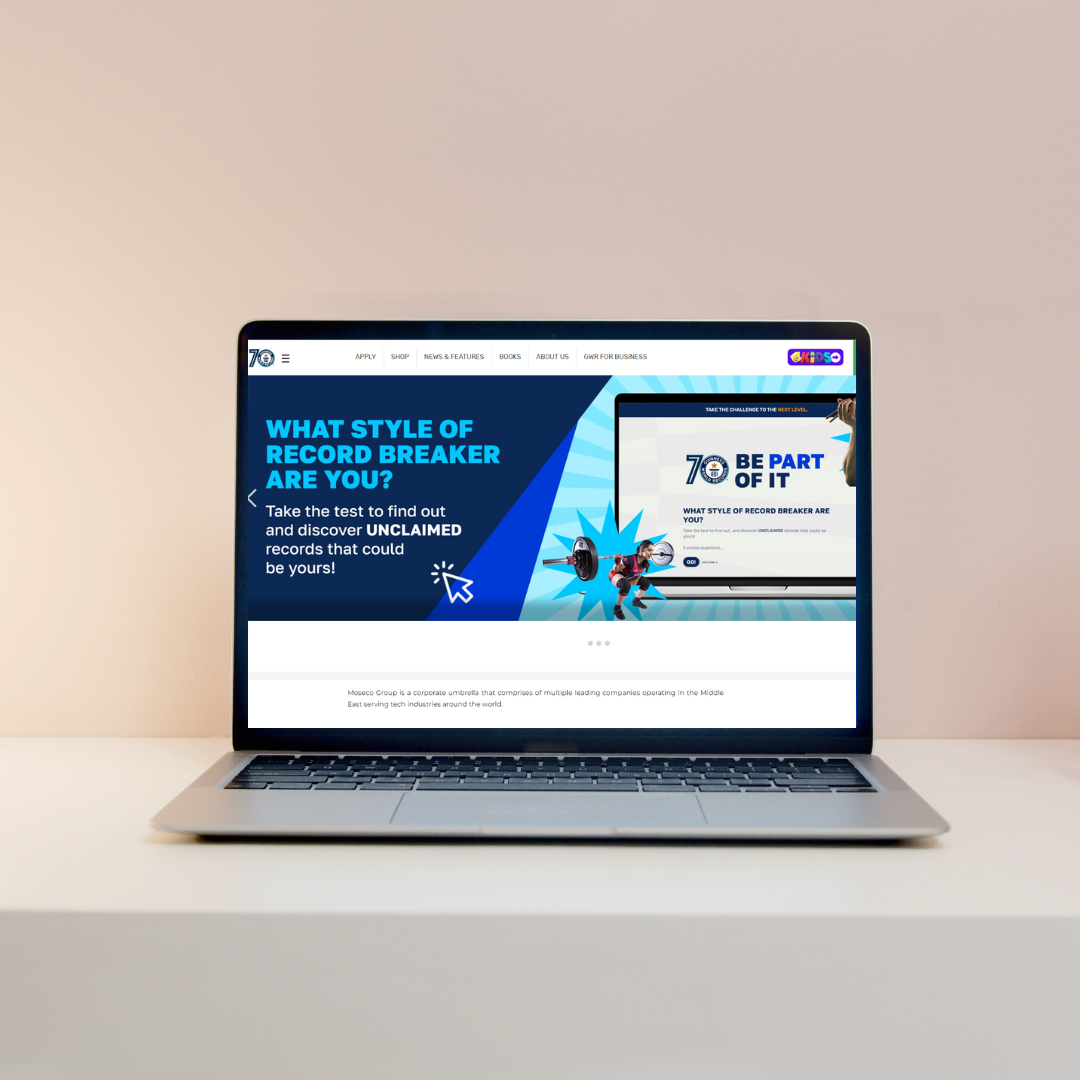 70
APPLY
SHOP
NEWS & FEATURES
BOOKS
ABOUT US
GWR FOR BUSINESS
KiDS
WHAT STYLE OF
RECORD BREAKER
ARE YOU?
Take the test to find out
and discover UNCLAIMED
records that could
be yours!
TAKE THE CHALLENGE TO THE NEXT LEVEL.
70
BE PART
OF IT
WHAT STYLE OF RECORD BREAKER ARE
YOU?
Take the test to find out, and discover UNCLAIMED records that could be
yours!
5 simple questions...
GO!
Moseco Group is a corporate umbrella that comprises of multiple leading companies operating in the Middle
East serving tech industries around the world.